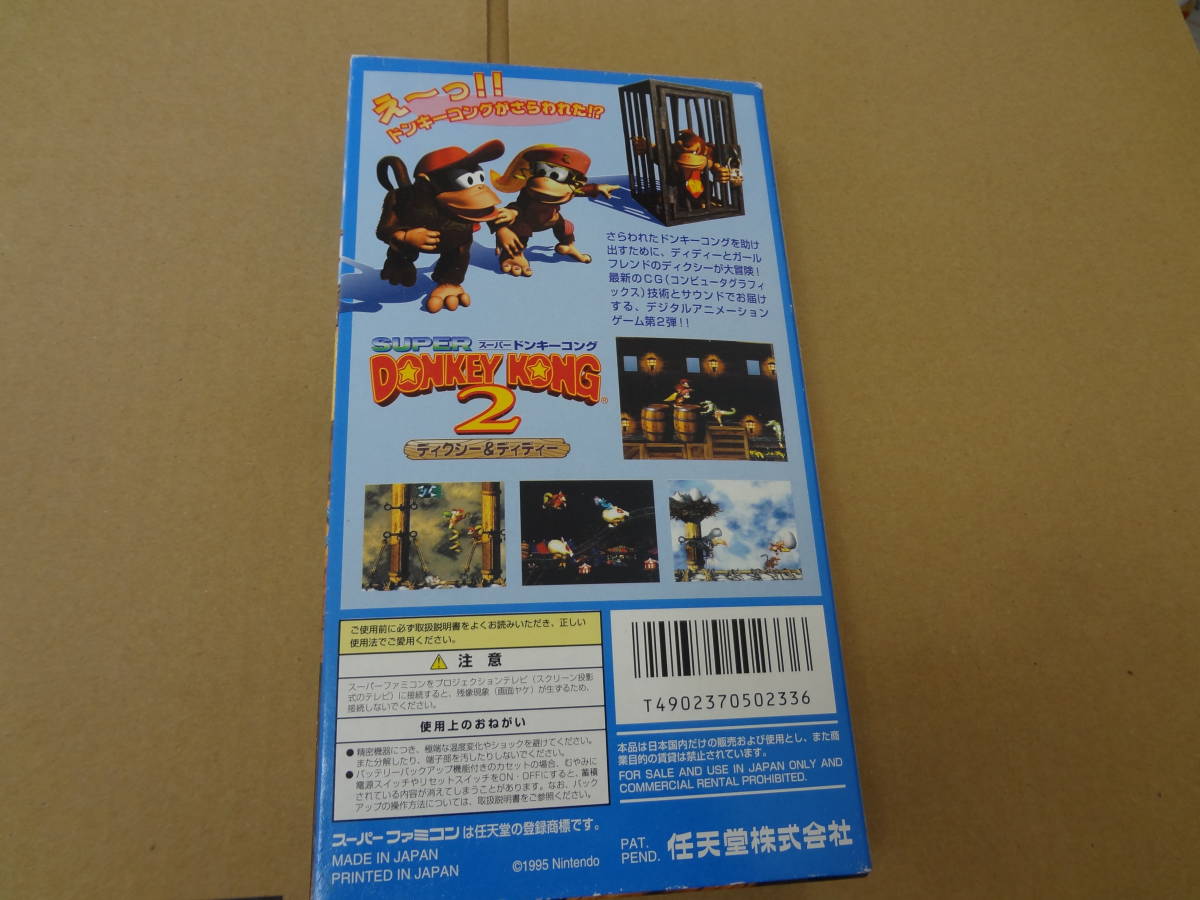 え〜っ!!
ドンキーコングがさらわれた!?
さらわれたドンキーコングを助け
出すために、ディディーとガール
フレンドのディクシーが大冒険!
最新のCG(コンピュータグラフィ
ックス)技術とサウンドでお届け
する、デジタルアニメーション
ゲーム第2弾!!
SUPER スーパードンキーコング
DONKEY KONG®
2
ディクシー&ディディー
ご使用前に必ず取扱説明書をよくお読みいただき、正しい
使用法でご愛用ください。
注意
スーパーファミコンをプロジェクションテレビ(スクリーン投影
式のテレビ)に接続すると、残像現象(画面ヤケ)が生ずるため、
接続しないでください。
使用上のおねがい
●精密機器につき、極端な温度変化やショックを避けてください。
また分解したり、端子部を汚したりしないでください。
●バッテリーバックアップ機能付きのカセットの場合、むやみに
電源スイッチやリセットスイッチをON・OFFにすると、蓄積
されている内容が消えてしまうことがあります。なお、バック
アップの操作方法については、取扱説明書をご参照ください。
T4902370502336
本品は日本国内だけの販売および使用とし、また商
業目的の賃貸は禁止されています。
FOR SALE AND USE IN JAPAN ONLY AND
COMMERCIAL RENTAL PROHIBITED.
スーパーファミコンは任天堂の登録商標です。
MADE IN JAPAN
PRINTED IN JAPAN
©1995 Nintendo
PAT.
PEND.
任天堂株式会社